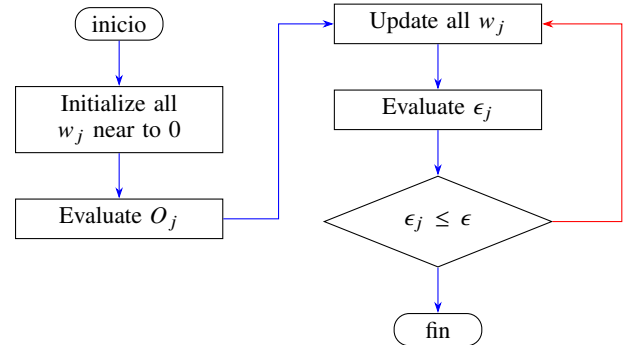 inicio
Initialize all
w_j near to 0
Evaluate O_j
Update all w_j
Evaluate ϵ_j
ϵ_j ≤ ϵ
fin